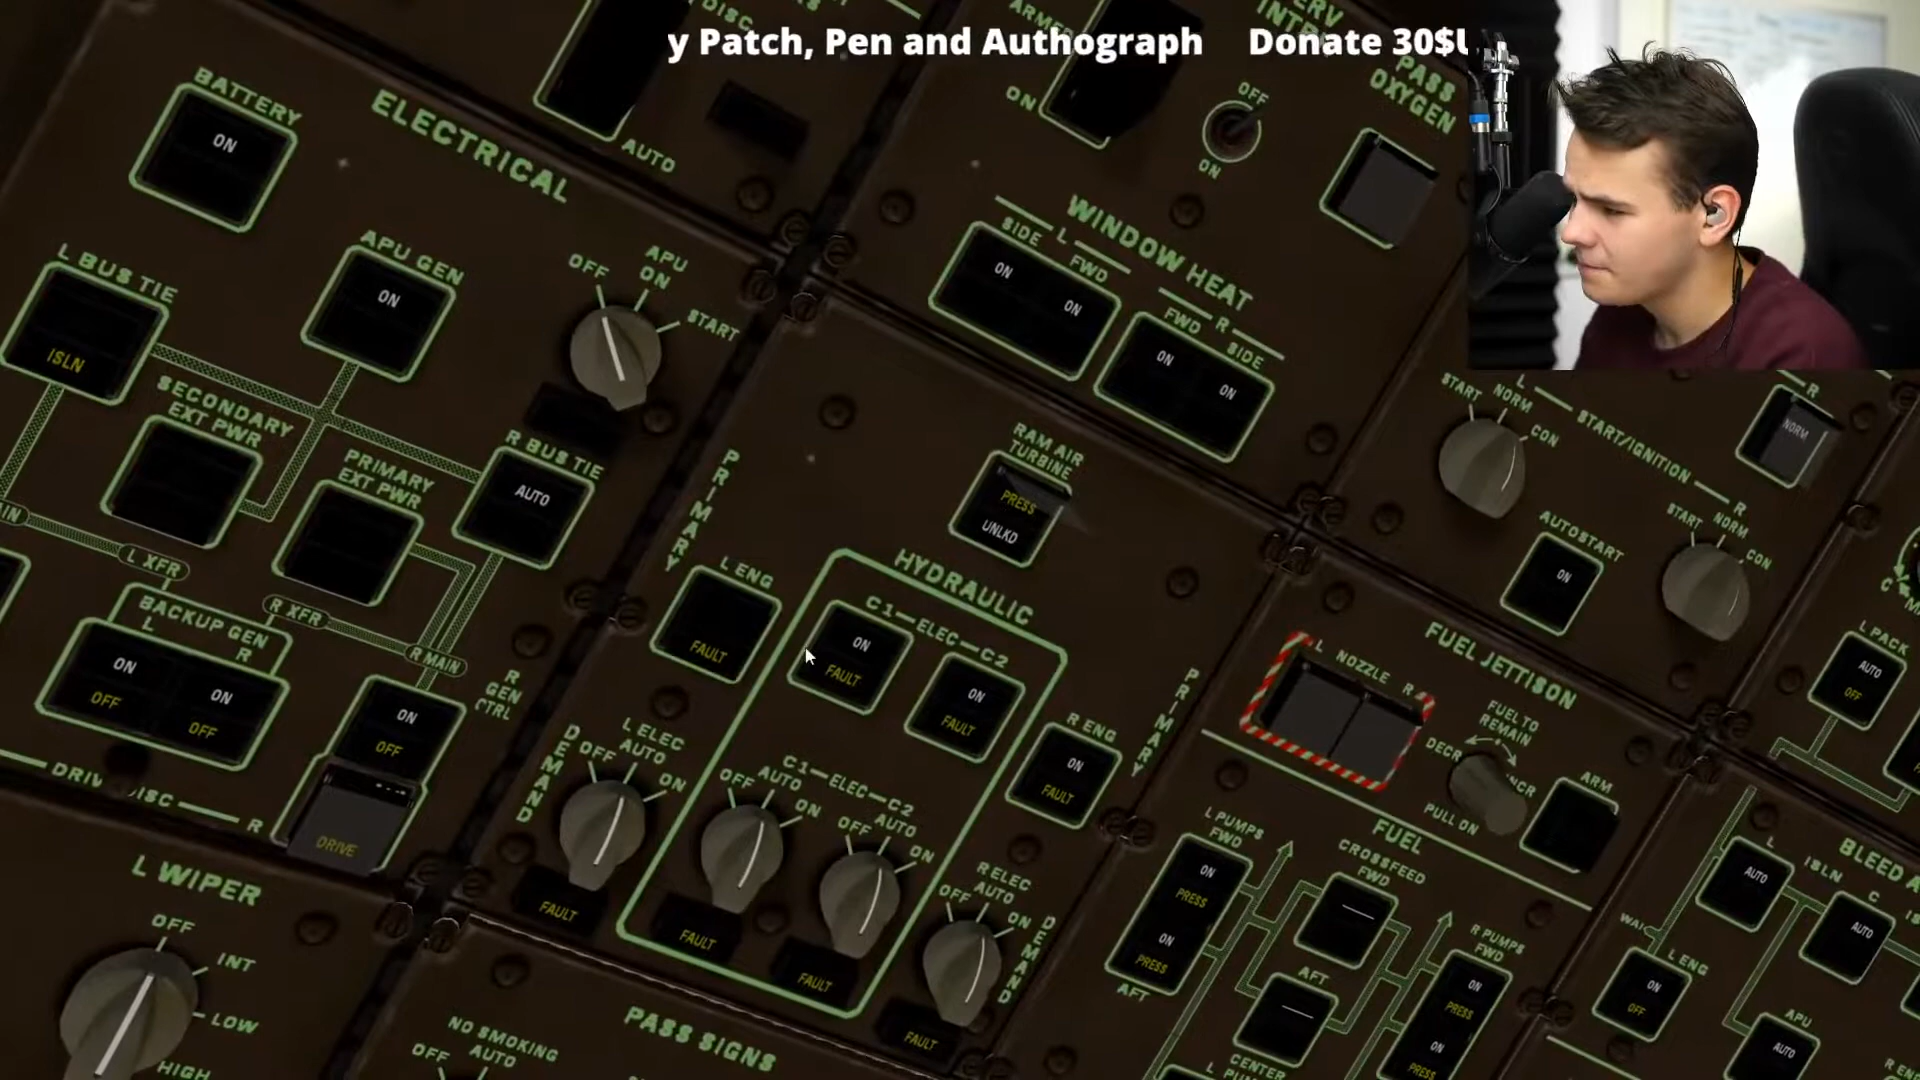 y Patch, Pen and Authograph Donate 30$U
BATTERY
ON
ELECTRICAL
DISC
AUTO
ARMED
ON
OFF
ON
SERV
INTR
PASS
OXYGEN
WINDOW HEAT
L
SIDE FWD
ON ON
R
FWD SIDE
ON ON
L BUS TIE
ISLN
APU GEN
ON
APU
OFF ON START
SECONDARY
EXT PWR
PRIMARY
EXT PWR
R BUS TIE
AUTO
L XFR
R XFR
R MAIN
BACKUP GEN
L R
ON ON
OFF OFF
R
GEN
CTRL
ON
OFF
DRIVE
R
L WIPER
OFF
INT
LOW
HIGH
RAM AIR
TURBINE
PRESS
UNLKD
HYDRAULIC
PRIMARY
L ENG
FAULT
C1 ELEC C2
ON
FAULT
ON
FAULT
R ENG
ON
FAULT
PRIMARY
DEMAND
L ELEC
OFF AUTO ON
FAULT
C1 ELEC C2
OFF AUTO ON
FAULT
OFF AUTO ON
FAULT
R ELEC
OFF AUTO ON
FAULT
DEMAND
NO SMOKING
OFF AUTO
PASS SIGNS
L START/IGNITION R
START NORM CON
R
NORM
AUTOSTART
ON
START NORM CON
FUEL JETTISON
L NOZZLE R
FUEL TO
REMAIN
DECR INCR
PULL ON
ARM
FUEL
L PUMPS
FWD
ON
PRESS
ON
PRESS
AFT
CROSSFEED
FWD
AFT
R PUMPS
FWD
ON
PRESS
ON
PRESS
CENTER
L PACK
AUTO
OFF
BLEED A
L ISLN C
AUTO
AUTO
L ENG
ON
OFF
APU
AUTO